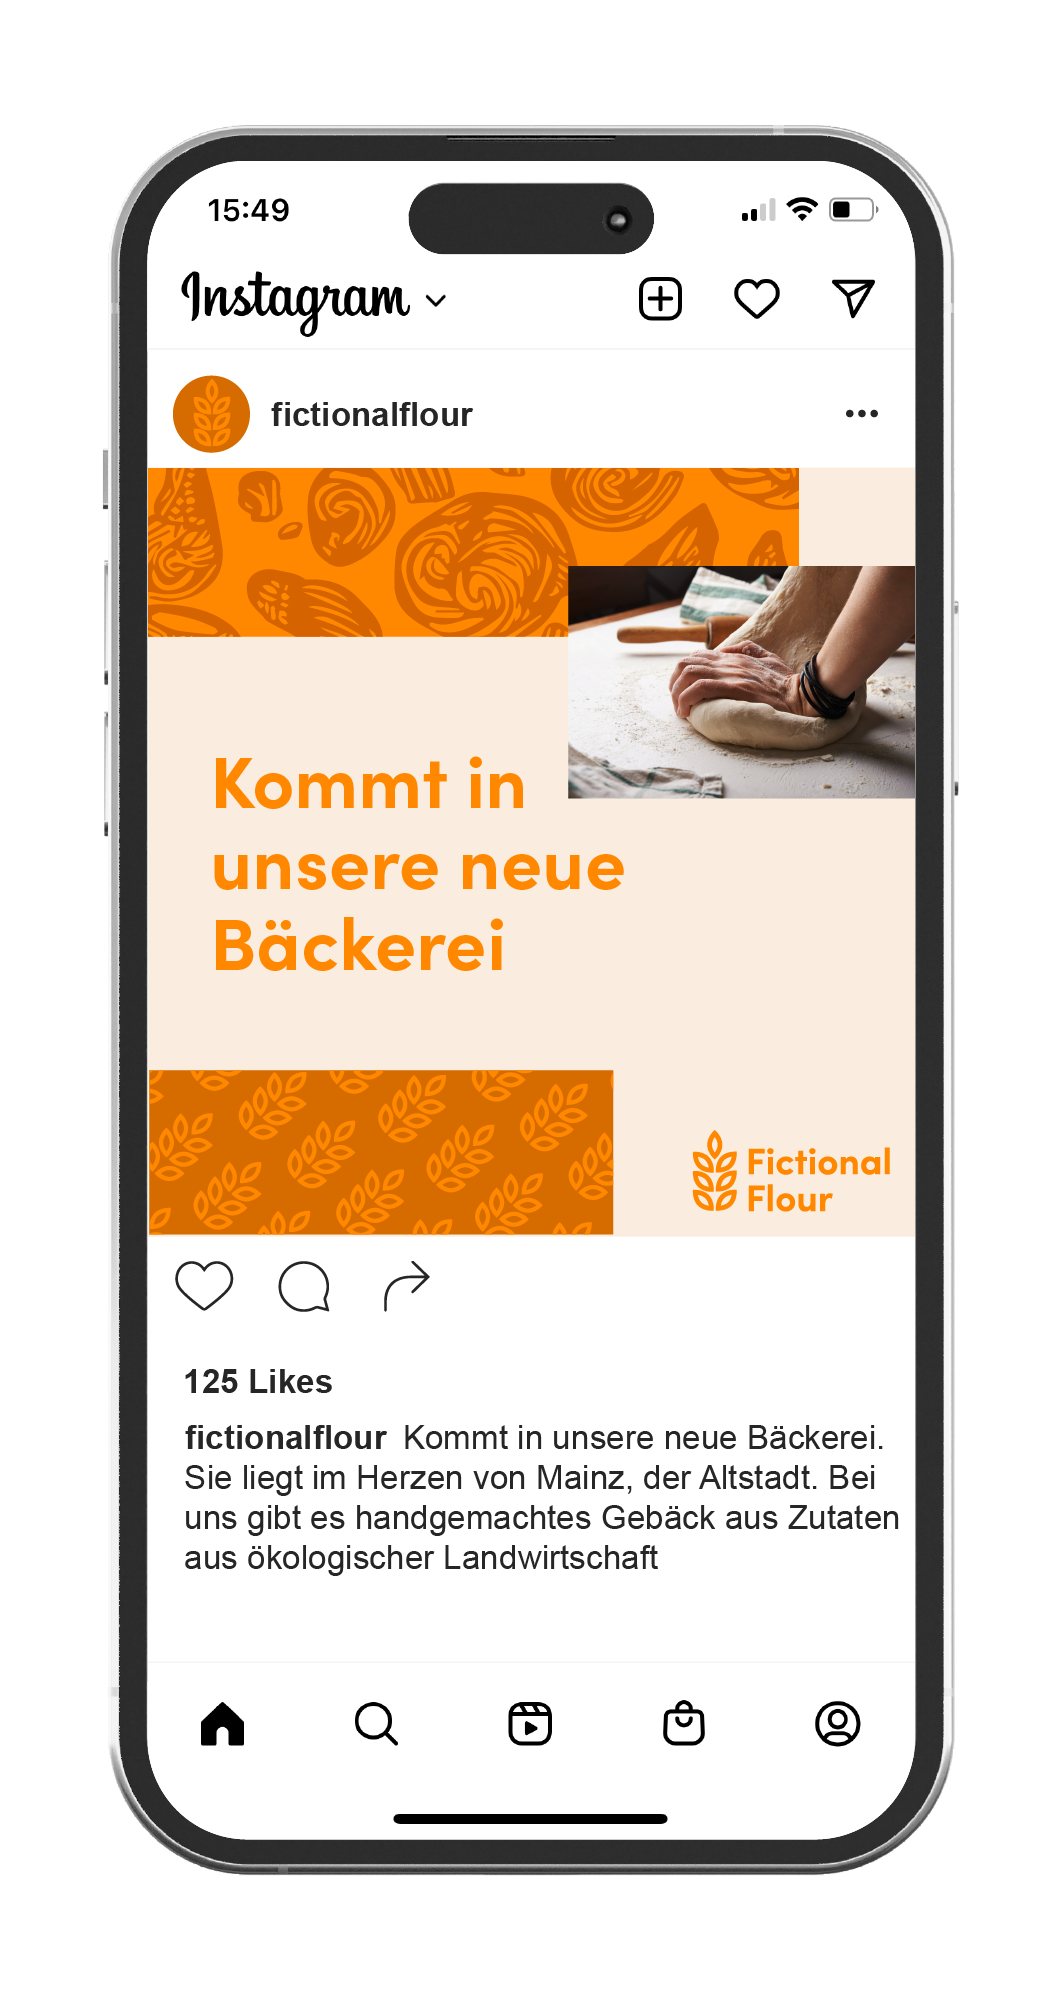 15:49
Instagram
fictionalflour
Kommt in
unsere neue
Bäckerei
Fictional
Flour
125 Likes
fictionalflour Kommt in unsere neue Bäckerei.
Sie liegt im Herzen von Mainz, der Altstadt. Bei
uns gibt es handgemachtes Gebäck aus Zutaten
aus ökologischer Landwirtschaft